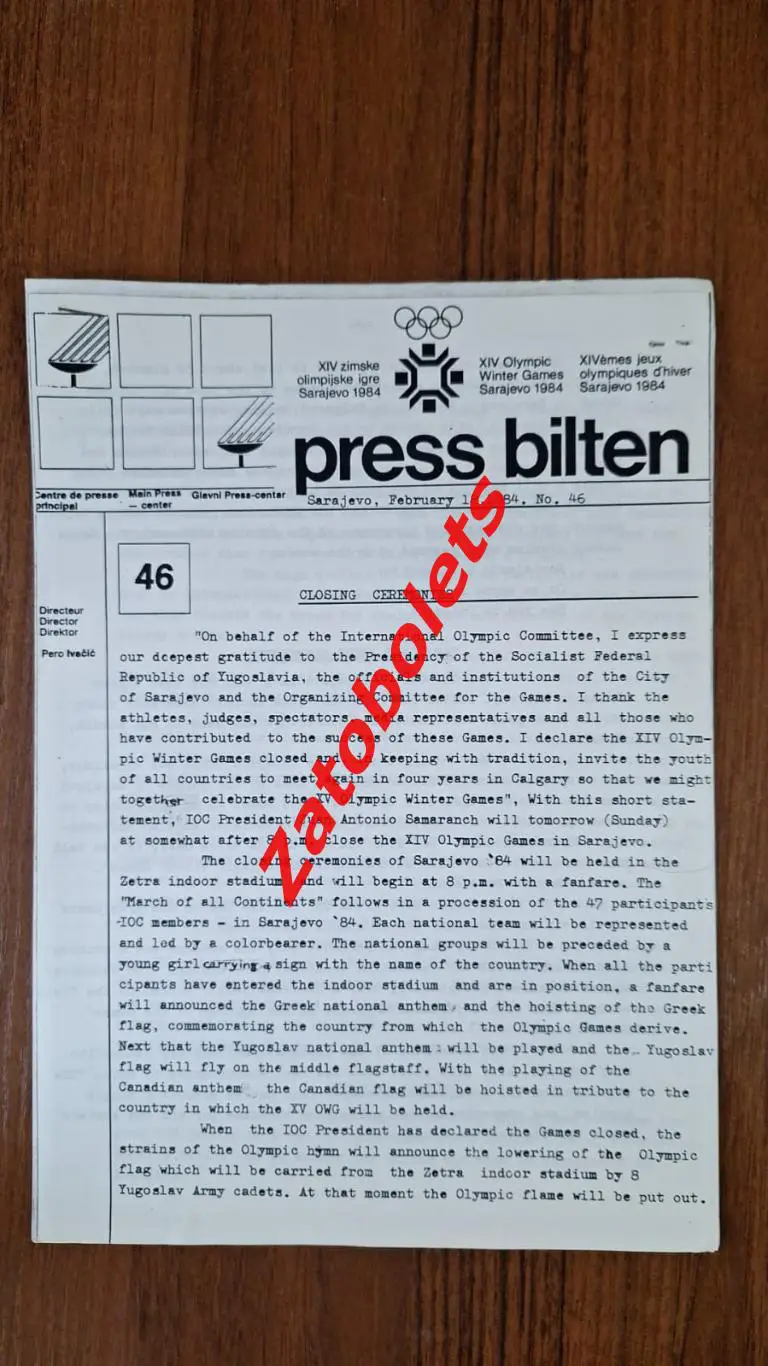 XIV zimske
olimpijske igre
Sarajevo 1984
XIV Olympic
Winter Games
Sarajevo 1984
XIVèmes jeux
olympiques d'hiver
Sarajevo 1984
press bilten
Centre de presse
principal
Main Press
– center
Glavni Press-centar
Sarajevo, February 1 84. No. 46
46
Directeur
Director
Direktor
Pero Ivačić
CLOSING CEREMONIES
"On behalf of the International Olympic Committee, I express
our deepest gratitude to the Presidency of the Socialist Federal
Republic of Yugoslavia, the officials and institutions of the City
of Sarajevo and the Organizing Committee for the Games. I thank the
athletes, judges, spectators, media representatives and all those who
have contributed to the success of these Games. I declare the XIV Olym-
pic Winter Games closed and, in keeping with tradition, invite the youth
of all countries to meet again in four years in Calgary so that we might
together celebrate the XV Olympic Winter Games", With this short sta-
tement, IOC President Juan Antonio Samaranch will tomorrow (Sunday)
at somewhat after 8 p.m. close the XIV Olympic Games in Sarajevo.
The closing ceremonies of Sarajevo '84 will be held in the
Zetra indoor stadium and will begin at 8 p.m. with a fanfare. The
"March of all Continents" follows in a procession of the 47 participants
-IOC members - in Sarajevo '84. Each national team will be represented
and led by a colorbearer. The national groups will be preceded by a
young girl carrying a sign with the name of the country. When all the parti
cipants have entered the indoor stadium and are in position, a fanfare
will announced the Greek national anthem and the hoisting of the Greek
flag, commemorating the country from which the Olympic Games derive.
Next that the Yugoslav national anthem will be played and the Yugoslav
flag will fly on the middle flagstaff. With the playing of the
Canadian anthem the Canadian flag will be hoisted in tribute to the
country in which the XV OWG will be held.
When the IOC President has declared the Games closed, the
strains of the Olympic hymn will announce the lowering of the Olympic
flag which will be carried from the Zetra indoor stadium by 8
Yugoslav Army cadets. At that moment the Olympic flame will be put out.
Zatobolets